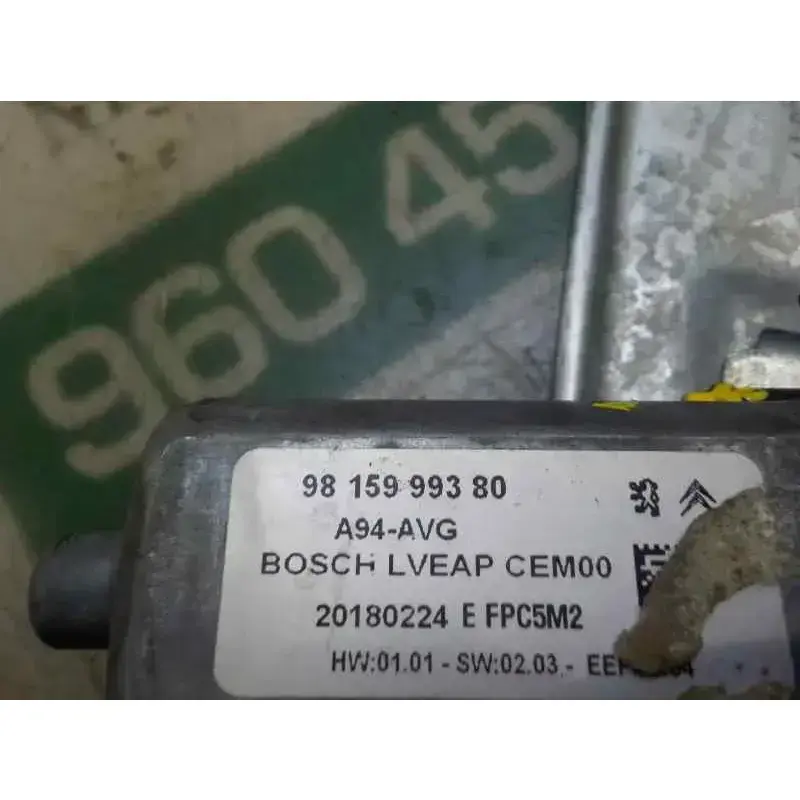 960 45
98 159 993 80
A94-AVG
BOSCH LVEAP CEM00
20180224 E FPC5M2
HW:01.01 - SW:02.03.-